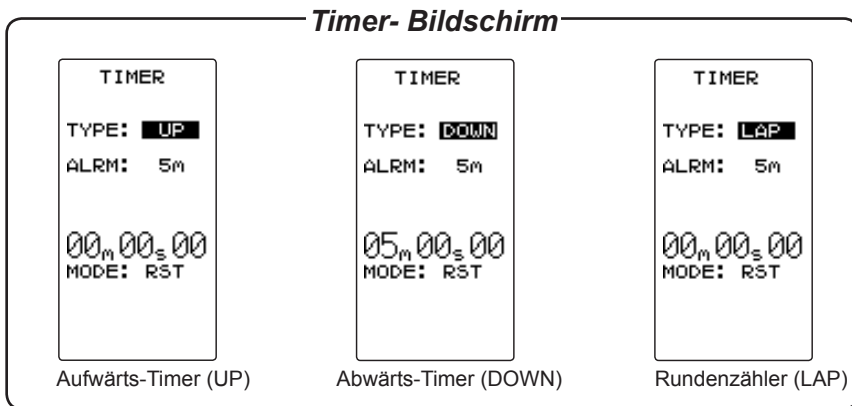 Timer- Bildschirm
TIMER
TYPE: UP
ALRM: 5m
00m00s00
MODE: RST
Aufwärts-Timer (UP)
TIMER
TYPE: DOWN
ALRM: 5m
05m00s00
MODE: RST
Abwärts-Timer (DOWN)
TIMER
TYPE: LAP
ALRM: 5m
00m00s00
MODE: RST
Rundenzähler (LAP)